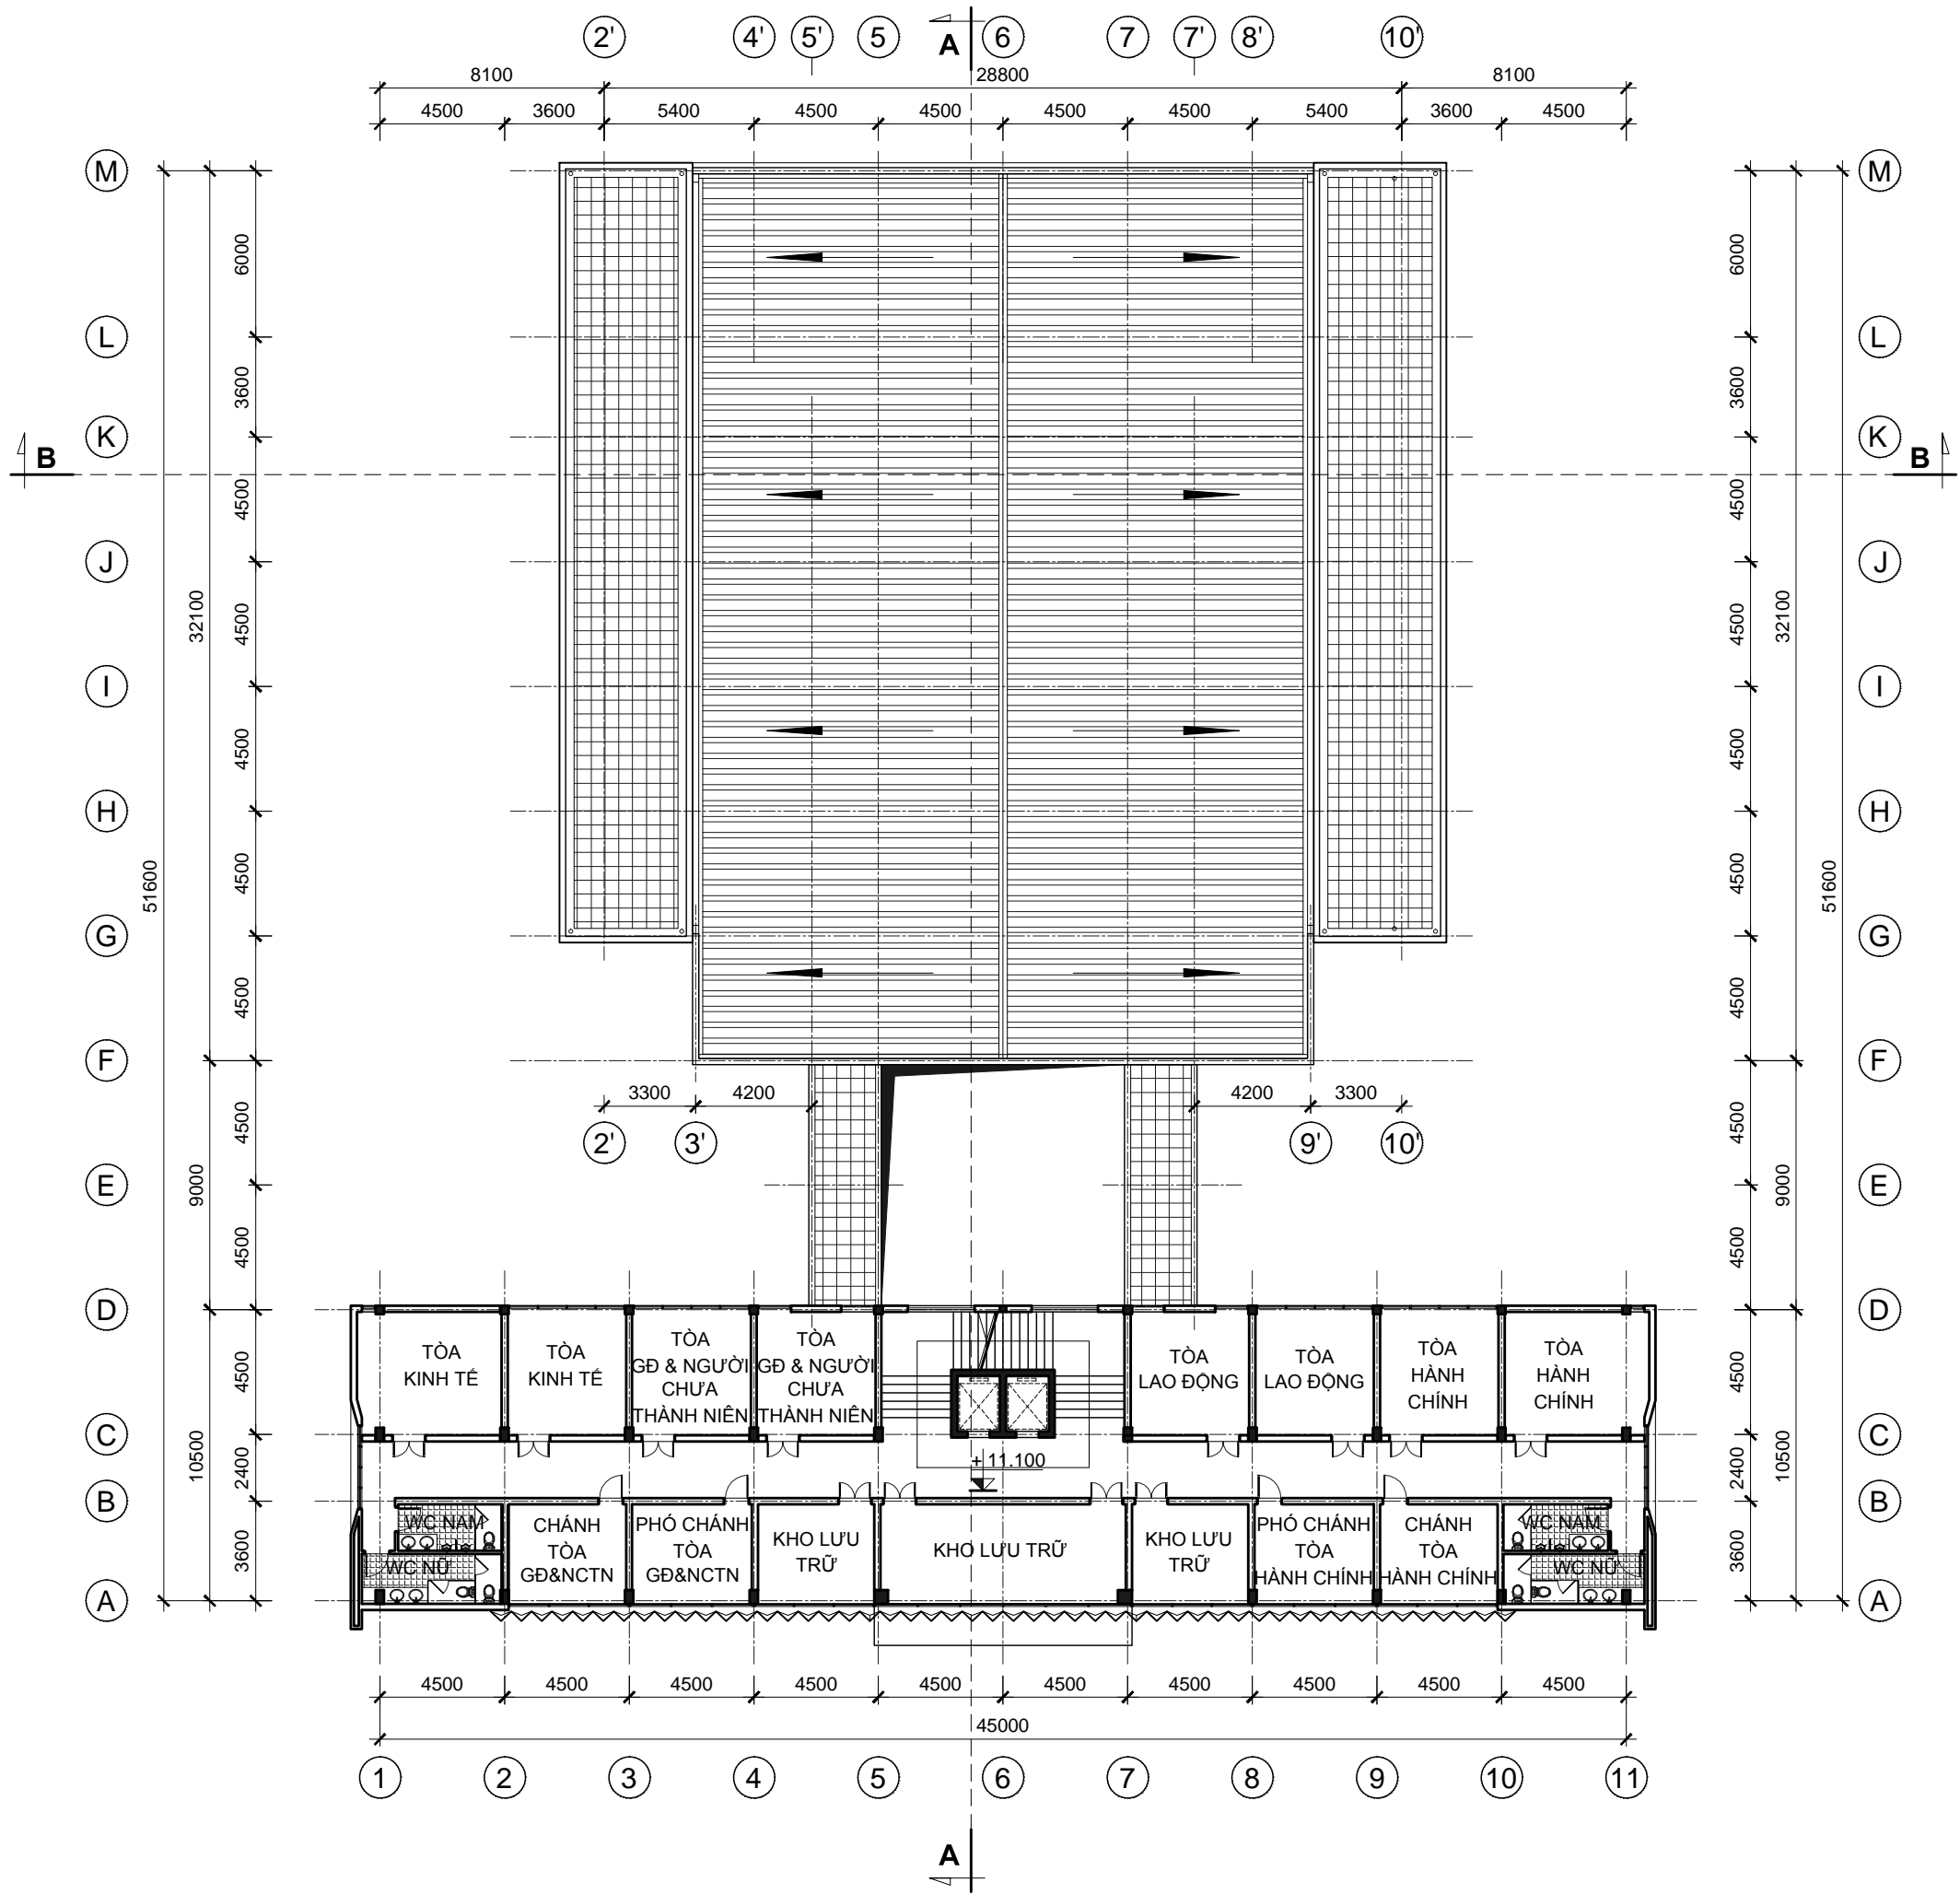 2' 4' 5' 5 A 6 7 7' 8' 10'
8100 28800 8100
4500 3600 5400 4500 4500 4500 4500 5400 3600 4500
M M
6000 6000
L L
3600 3600
K K
B B
4500 4500
J J
32100 4500 4500 32100
I I
4500 4500
H H
51600 4500 4500 51600
G G
4500 4500
F F
3300 4200 4200 3300
4500 4500
2' 3' 9' 10'
E E
9000 9000
4500 4500
D D
TÒA
KINH TẾ
TÒA
KINH TẾ
TÒA
GĐ & NGƯỜI
CHƯA
THÀNH NIÊN
TÒA
GĐ & NGƯỜI
CHƯA
THÀNH NIÊN
TÒA
LAO ĐỘNG
TÒA
LAO ĐỘNG
TÒA
HÀNH
CHÍNH
TÒA
HÀNH
CHÍNH
4500 4500
C C
10500 2400 2400 10500
+ 11.100
B B
WC NAM
WC NỮ
CHÁNH
TÒA
GĐ&NCTN
PHÓ CHÁNH
TÒA
GĐ&NCTN
KHO LƯU
TRỮ
KHO LƯU TRỮ
KHO LƯU
TRỮ
PHÓ CHÁNH
TÒA
HÀNH CHÍNH
CHÁNH
TÒA
HÀNH CHÍNH
WC NAM
WC NỮ
3600 3600
A A
4500 4500 4500 4500 4500 4500 4500 4500 4500 4500
45000
1 2 3 4 5 6 7 8 9 10 11
A